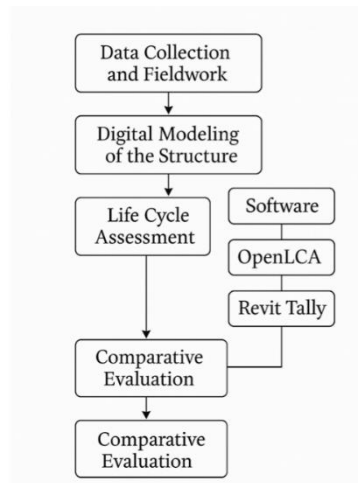 Data Collection
and Fieldwork
Digital Modeling
of the Structure
Life Cycle
Assessment
Software
OpenLCA
Revit Tally
Comparative
Evaluation
Comparative
Evaluation